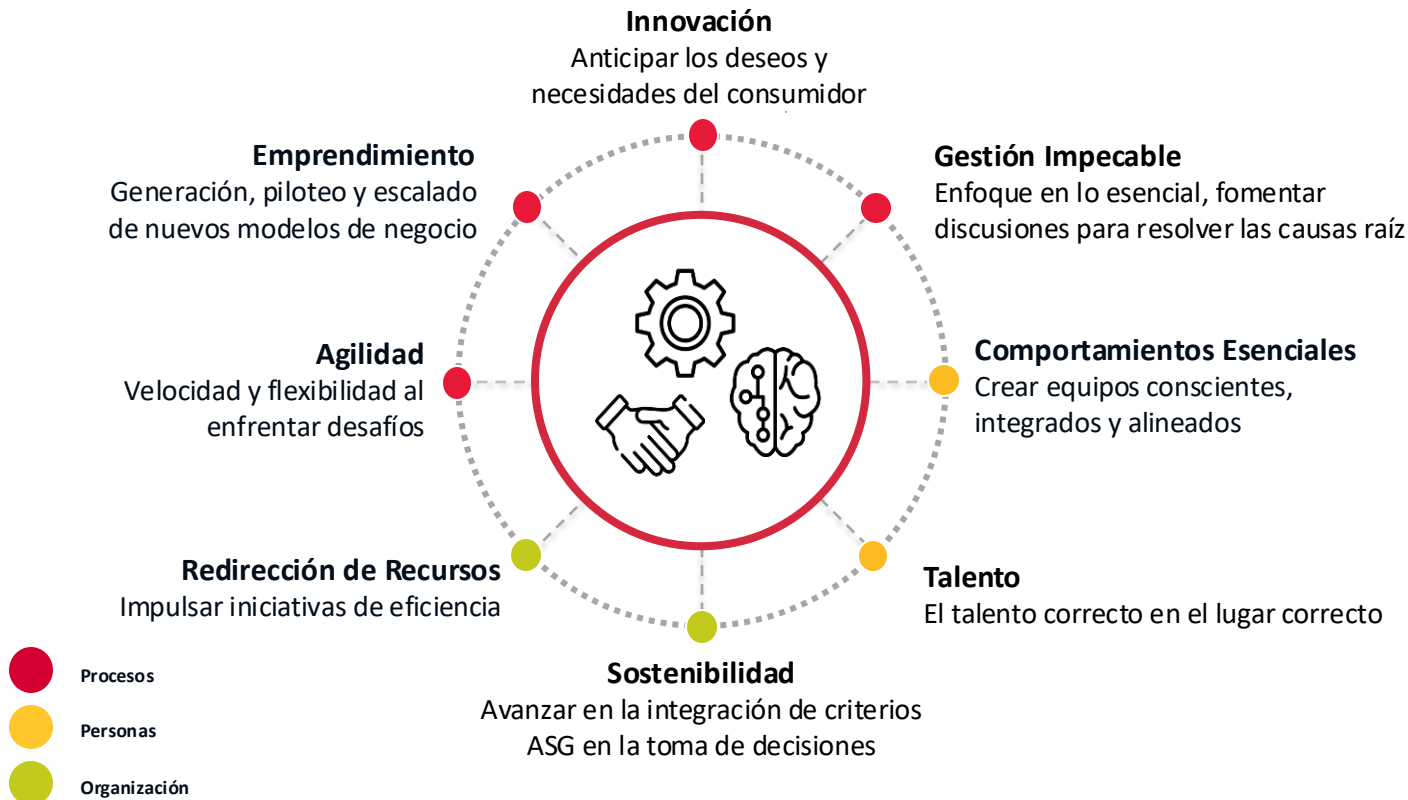 Innovación
Anticipar los deseos y
necesidades del consumidor
Gestión Impecable
Enfoque en lo esencial, fomentar
discusiones para resolver las causas raíz
Comportamientos Esenciales
Crear equipos conscientes,
integrados y alineados
Talento
El talento correcto en el lugar correcto
Sostenibilidad
Avanzar en la integración de criterios
ASG en la toma de decisiones
Redirección de Recursos
Impulsar iniciativas de eficiencia
Agilidad
Velocidad y flexibilidad al
enfrentar desafíos
Emprendimiento
Generación, piloteo y escalado
de nuevos modelos de negocio
Procesos
Personas
Organización